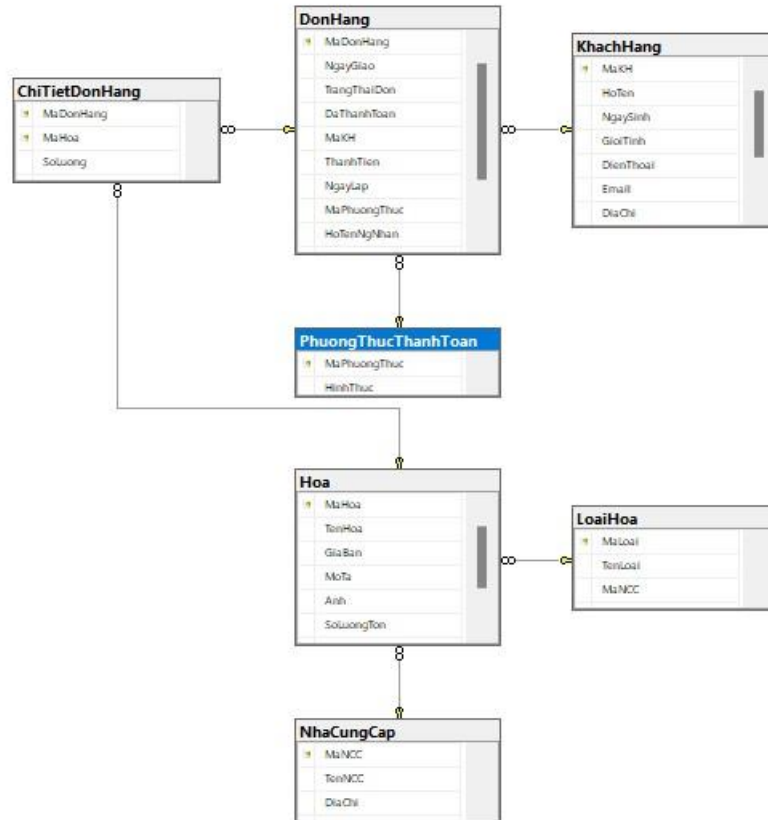 DonHang
MaDonHang
NgayGiao
TrangThaiDon
DaThanhToan
MaKH
ThanhTien
NgayLap
MaPhuongThuc
HoTenNgNhan
KhachHang
MaKH
HoTen
NgaySinh
GioiTinh
DienThoai
Email
DiaChi
ChiTietDonHang
MaDonHang
MaHoa
SoLuong
PhuongThucThanhToan
MaPhuongThuc
HinhThuc
Hoa
MaHoa
TenHoa
GiaBan
MoTa
Anh
SoLuongTon
LoaiHoa
MaLoai
TenLoai
MaNCC
NhaCungCap
MaNCC
TenNCC
DiaChi